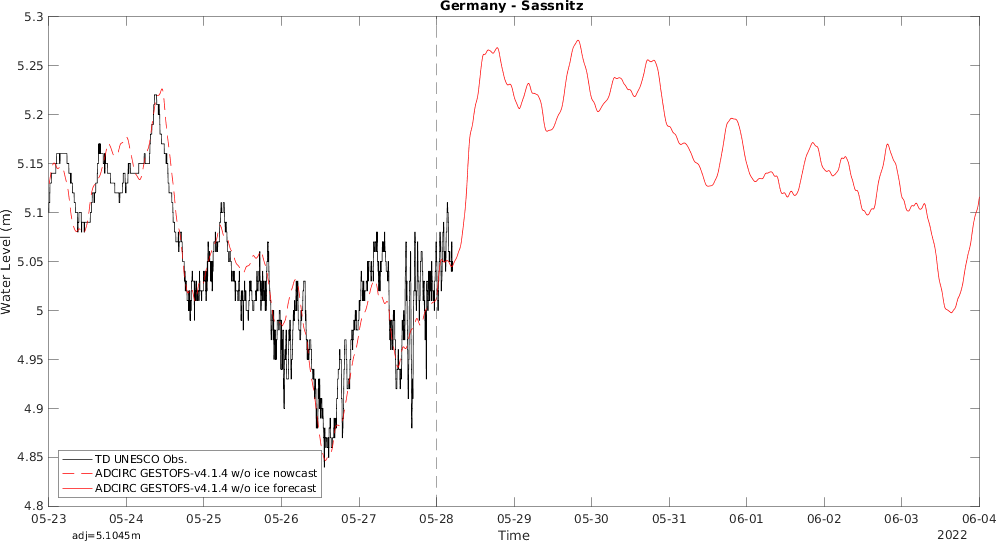 Germany - Sassnitz
Water Level (m)
5.3
5.25
5.2
5.15
5.1
5.05
5
4.95
4.9
4.85
4.8
TD UNESCO Obs.
ADCIRC GESTOFS-v4.1.4 w/o ice nowcast
ADCIRC GESTOFS-v4.1.4 w/o ice forecast
05-23 05-24 05-25 05-26 05-27 05-28 05-29 05-30 05-31 06-01 06-02 06-03 06-04
adj=5.1045m Time 2022